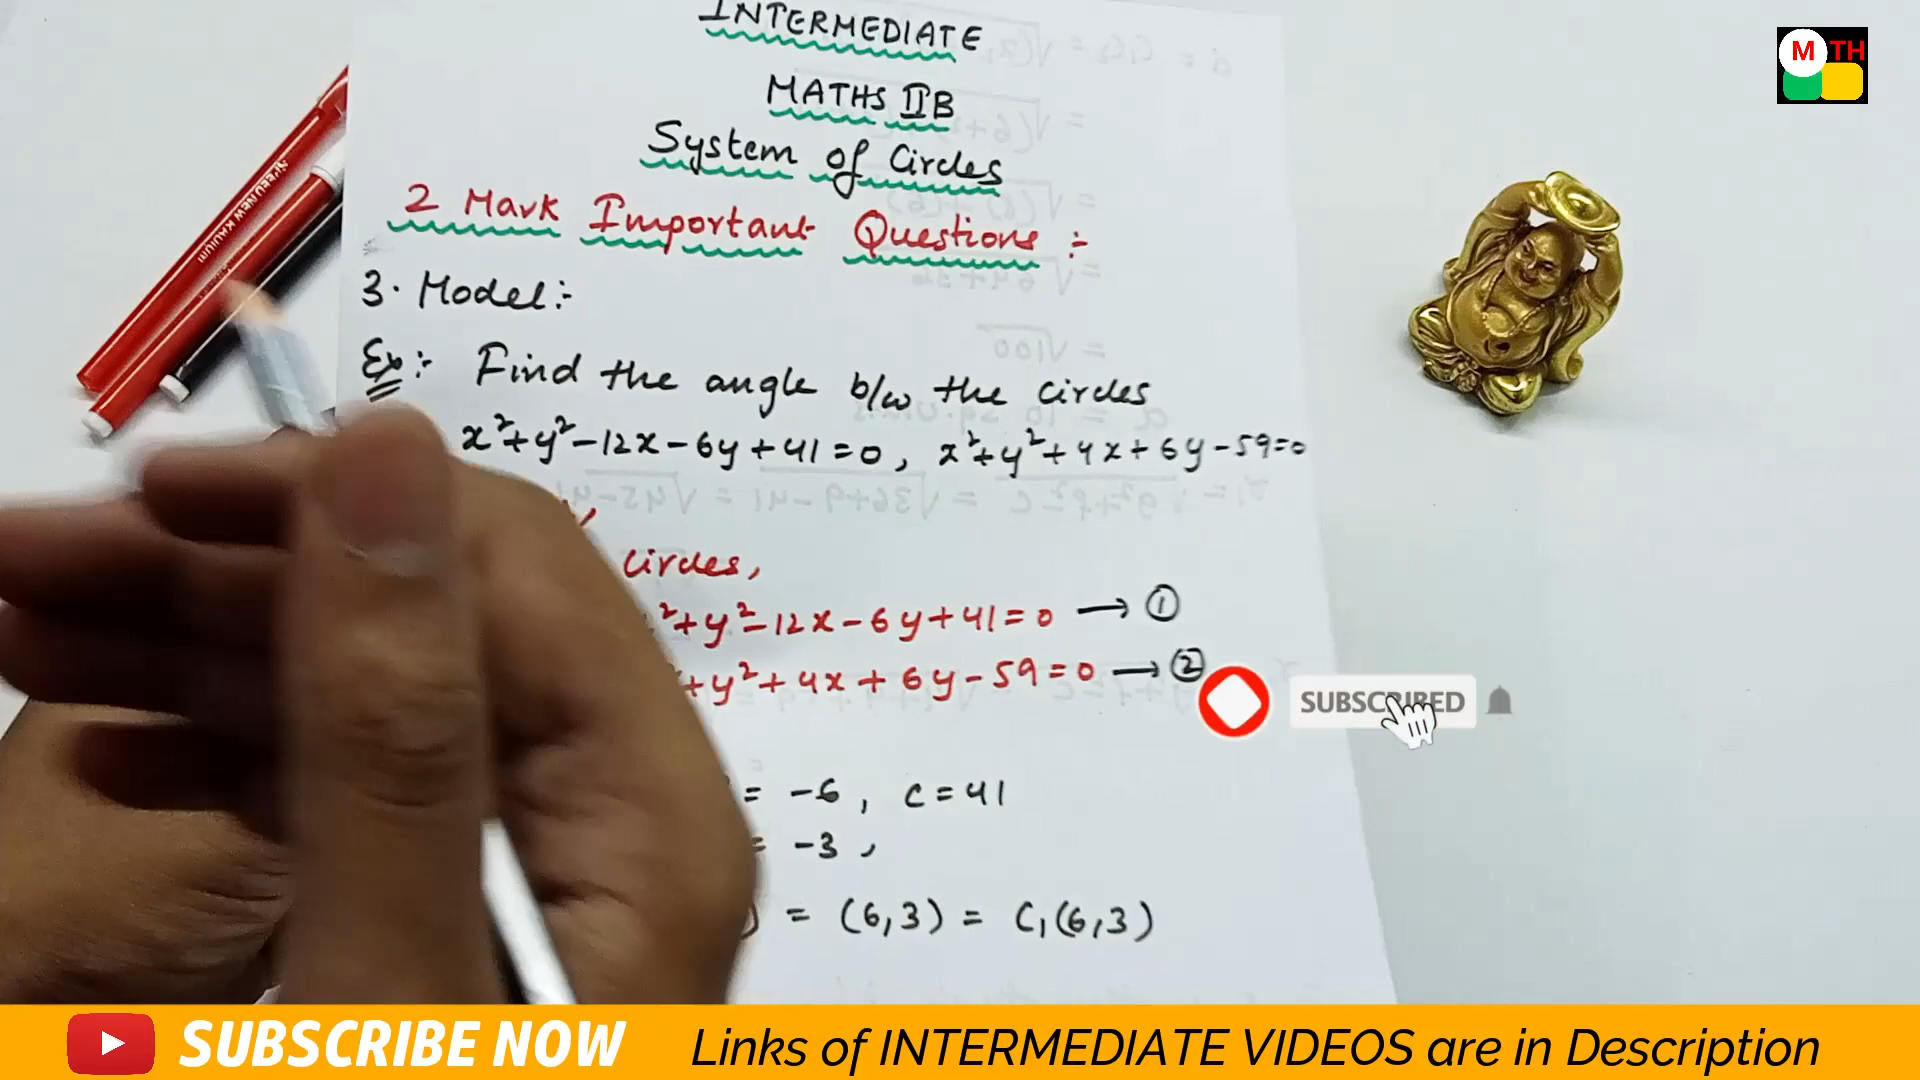 INTERMEDIATE
MATHS IIB
System of Circles
2 Mark Important Questions :-
3. Model:-
Ex:- Find the angle b/w the circles
x²+y²-12x-6y+41=0, x²+y²+4x+6y-59=0
circles,
²+y²-12x-6y+41=0 → ①
+y²+4x+6y-59=0 → ②
= -6, c=41
= -3,
) = (6,3) = C₁(6,3)
M TH
NEW
SUBSCRIBED
SUBSCRIBE NOW
Links of INTERMEDIATE VIDEOS are in Description